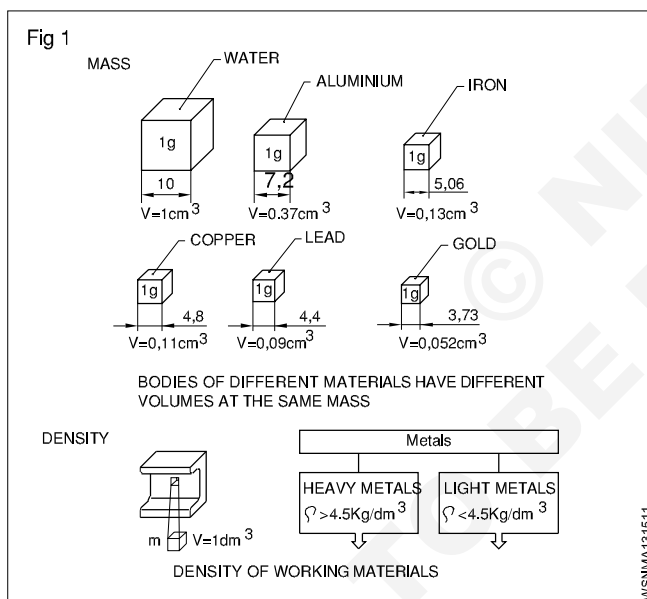 Fig 1
MASS
WATER
ALUMINIUM
IRON
1g
1g
1g
10
7,2
5,06
V=1cm³
V=0.37cm³
V=0,13cm³
COPPER
LEAD
GOLD
1g
1g
1g
4,8
4,4
3,73
V=0,11cm³
V=0,09cm³
V=0,052cm³
BODIES OF DIFFERENT MATERIALS HAVE DIFFERENT
VOLUMES AT THE SAME MASS
DENSITY
Metals
HEAVY METALS
LIGHT METALS
>4.5Kg/dm³
<4.5Kg/dm³
m
V=1dm³
DENSITY OF WORKING MATERIALS
© NI
TO BE